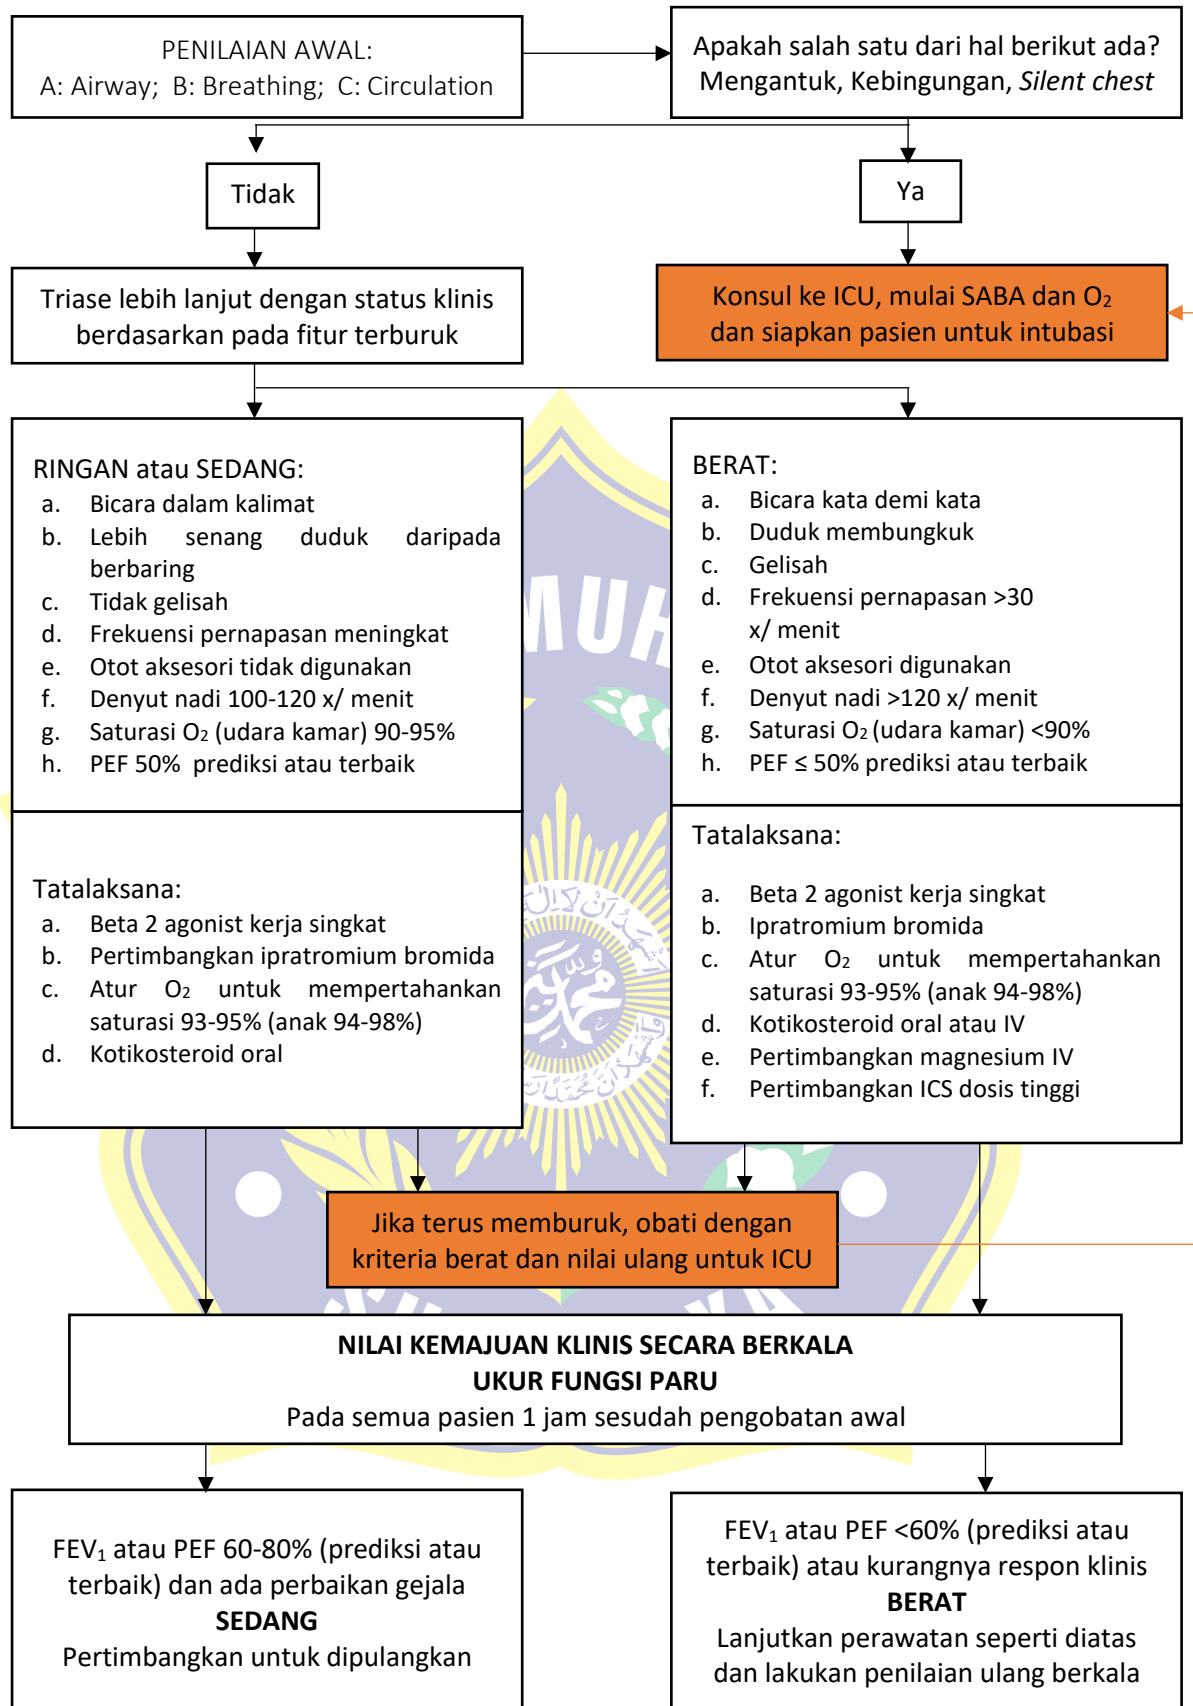 PENILAIAN AWAL:
A: Airway; B: Breathing; C: Circulation
Apakah salah satu dari hal berikut ada?
Mengantuk, Kebingungan, Silent chest
Tidak
Ya
Triase lebih lanjut dengan status klinis
berdasarkan pada fitur terburuk
Konsul ke ICU, mulai SABA dan O₂
dan siapkan pasien untuk intubasi
RINGAN atau SEDANG:
a. Bicara dalam kalimat
b. Lebih senang duduk daripada
berbaring
c. Tidak gelisah
d. Frekuensi pernapasan meningkat
e. Otot aksesori tidak digunakan
f. Denyut nadi 100-120 x/ menit
g. Saturasi O₂ (udara kamar) 90-95%
h. PEF 50% prediksi atau terbaik
BERAT:
a. Bicara kata demi kata
b. Duduk membungkuk
c. Gelisah
d. Frekuensi pernapasan >30
x/ menit
e. Otot aksesori digunakan
f. Denyut nadi >120 x/ menit
g. Saturasi O₂ (udara kamar) <90%
h. PEF ≤ 50% prediksi atau terbaik
Tatalaksana:
a. Beta 2 agonist kerja singkat
b. Pertimbangkan ipratromium bromida
c. Atur O₂ untuk mempertahankan
saturasi 93-95% (anak 94-98%)
d. Kotikosteroid oral
Tatalaksana:
a. Beta 2 agonist kerja singkat
b. Ipratromium bromida
c. Atur O₂ untuk mempertahankan
saturasi 93-95% (anak 94-98%)
d. Kotikosteroid oral atau IV
e. Pertimbangkan magnesium IV
f. Pertimbangkan ICS dosis tinggi
Jika terus memburuk, obati dengan
kriteria berat dan nilai ulang untuk ICU
NILAI KEMAJUAN KLINIS SECARA BERKALA
UKUR FUNGSI PARU
Pada semua pasien 1 jam sesudah pengobatan awal
FEV₁ atau PEF 60-80% (prediksi atau
terbaik) dan ada perbaikan gejala
SEDANG
Pertimbangkan untuk dipulangkan
FEV₁ atau PEF <60% (prediksi atau
terbaik) atau kurangnya respon klinis
BERAT
Lanjutkan perawatan seperti diatas
dan lakukan penilaian ulang berkala